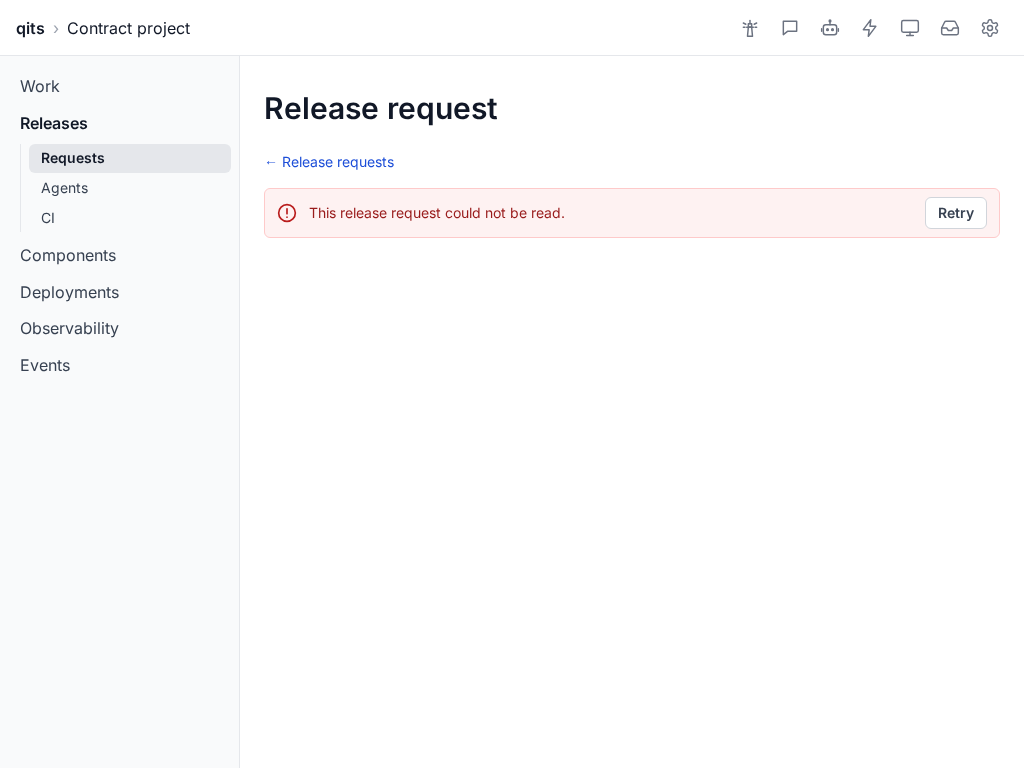 qits › Contract project
Work
Releases
Requests
Agents
CI
Components
Deployments
Observability
Events
Release request
← Release requests
This release request could not be read.
Retry